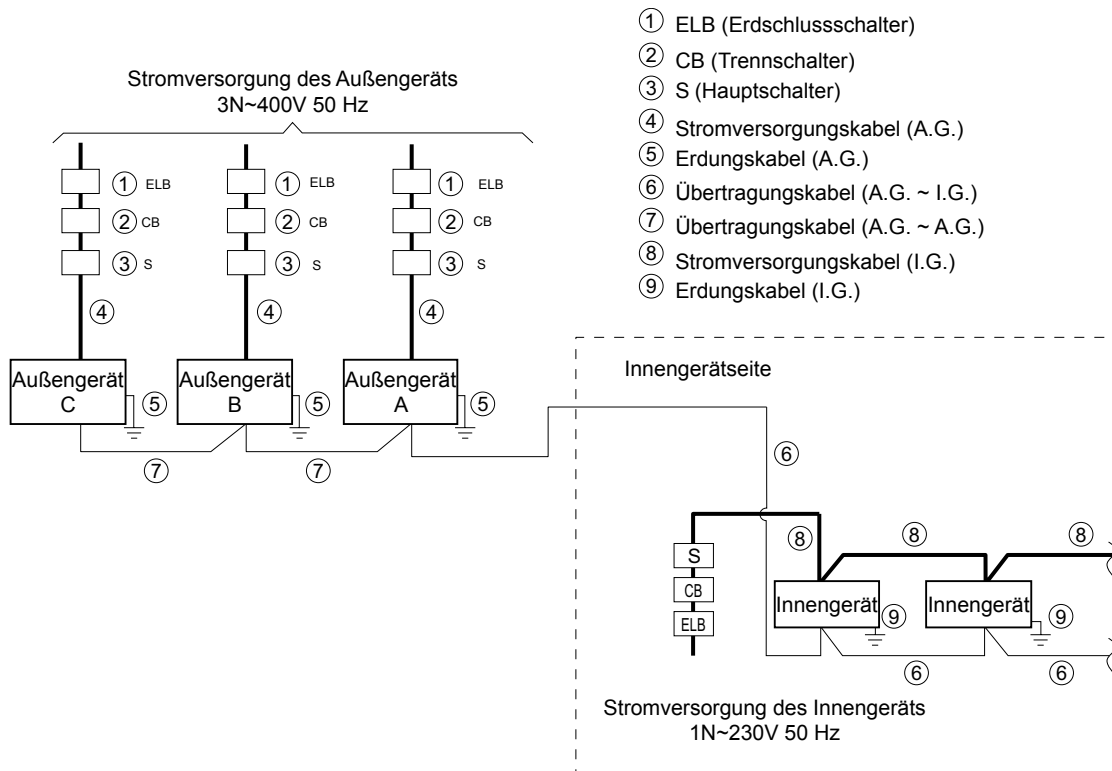 ① ELB (Erdschlussschalter)
② CB (Trennschalter)
③ S (Hauptschalter)
④ Stromversorgungskabel (A.G.)
⑤ Erdungskabel (A.G.)
⑥ Übertragungskabel (A.G. ~ I.G.)
⑦ Übertragungskabel (A.G. ~ A.G.)
⑧ Stromversorgungskabel (I.G.)
⑨ Erdungskabel (I.G.)
Stromversorgung des Außengeräts
3N~400V 50 Hz
① ELB ① ELB ① ELB
② CB ② CB ② CB
③ S ③ S ③ S
④ ④ ④
Außengerät
C
⑤
Außengerät
B
⑤
Außengerät
A
⑤
⑦ ⑦
Innengerätseite
⑥
S
CB
ELB
⑧ ⑧ ⑧
Innengerät ⑨ Innengerät ⑨
⑥ ⑥
Stromversorgung des Innengeräts
1N~230V 50 Hz